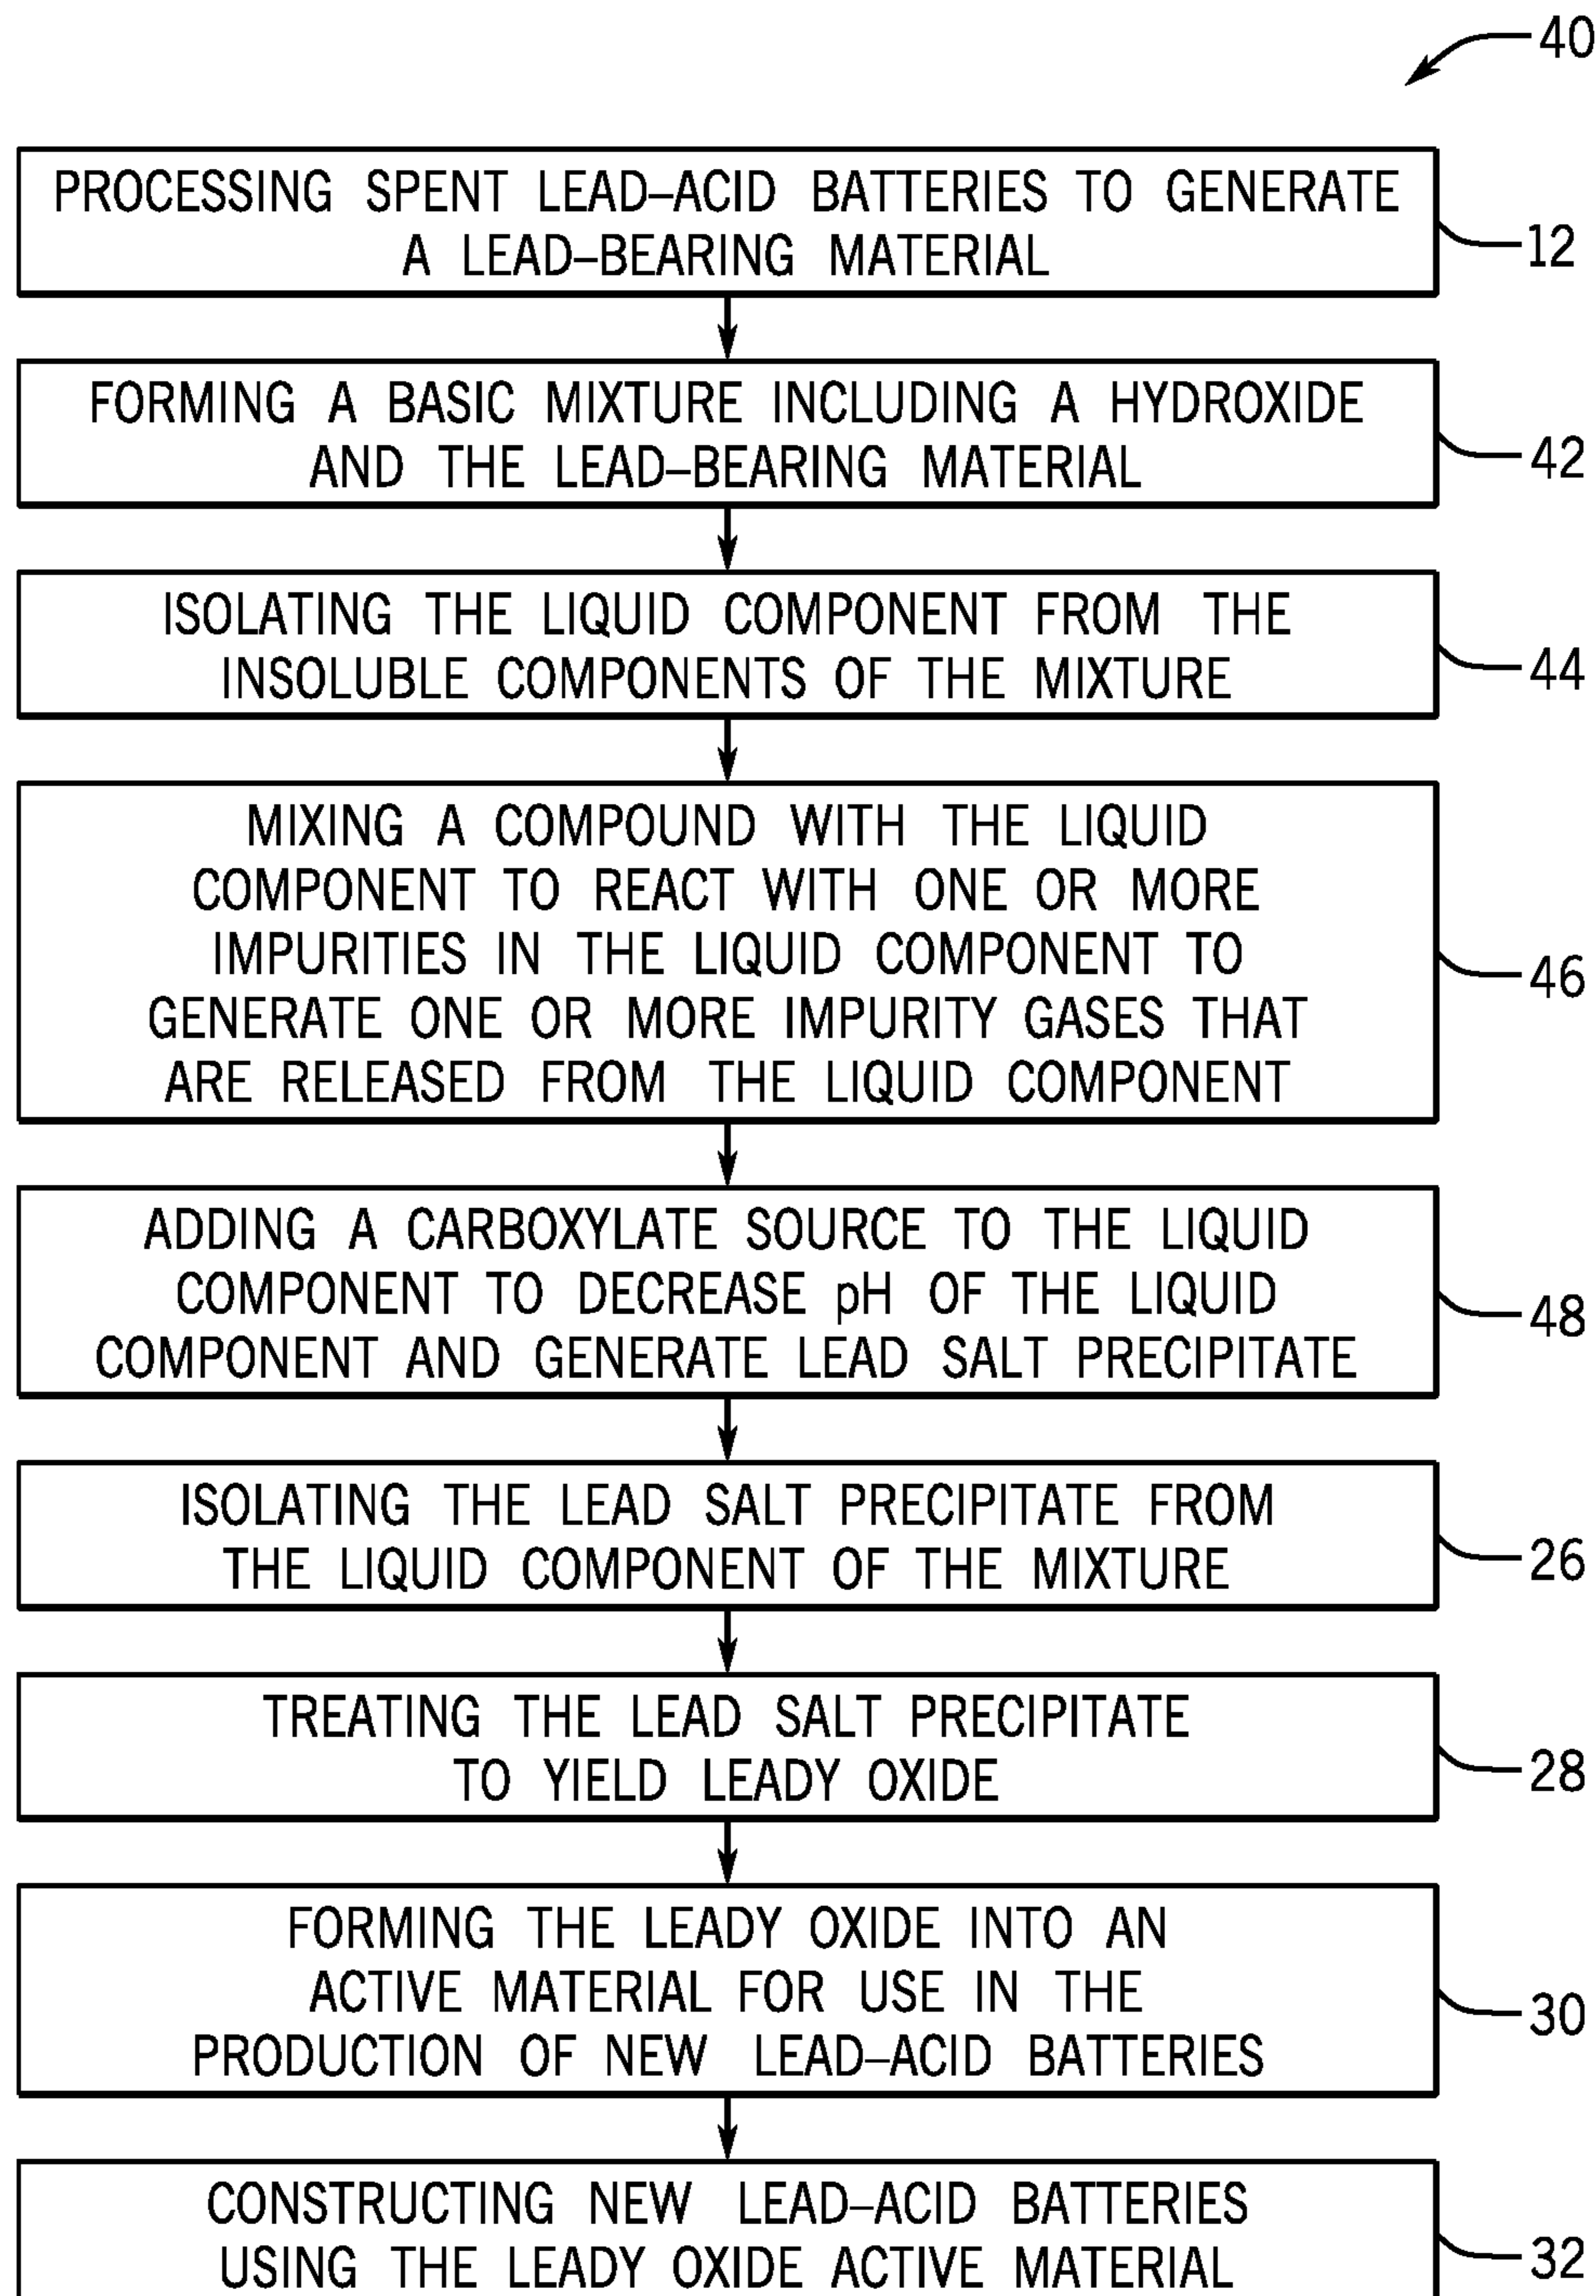 40
PROCESSING SPENT LEAD–ACID BATTERIES TO GENERATE
A LEAD–BEARING MATERIAL
12
FORMING A BASIC MIXTURE INCLUDING A HYDROXIDE
AND THE LEAD–BEARING MATERIAL
42
ISOLATING THE LIQUID COMPONENT FROM THE
INSOLUBLE COMPONENTS OF THE MIXTURE
44
MIXING A COMPOUND WITH THE LIQUID
COMPONENT TO REACT WITH ONE OR MORE
IMPURITIES IN THE LIQUID COMPONENT TO
GENERATE ONE OR MORE IMPURITY GASES THAT
ARE RELEASED FROM THE LIQUID COMPONENT
46
ADDING A CARBOXYLATE SOURCE TO THE LIQUID
COMPONENT TO DECREASE pH OF THE LIQUID
COMPONENT AND GENERATE LEAD SALT PRECIPITATE
48
ISOLATING THE LEAD SALT PRECIPITATE FROM
THE LIQUID COMPONENT OF THE MIXTURE
26
TREATING THE LEAD SALT PRECIPITATE
TO YIELD LEADY OXIDE
28
FORMING THE LEADY OXIDE INTO AN
ACTIVE MATERIAL FOR USE IN THE
PRODUCTION OF NEW LEAD–ACID BATTERIES
30
CONSTRUCTING NEW LEAD–ACID BATTERIES
USING THE LEADY OXIDE ACTIVE MATERIAL
32